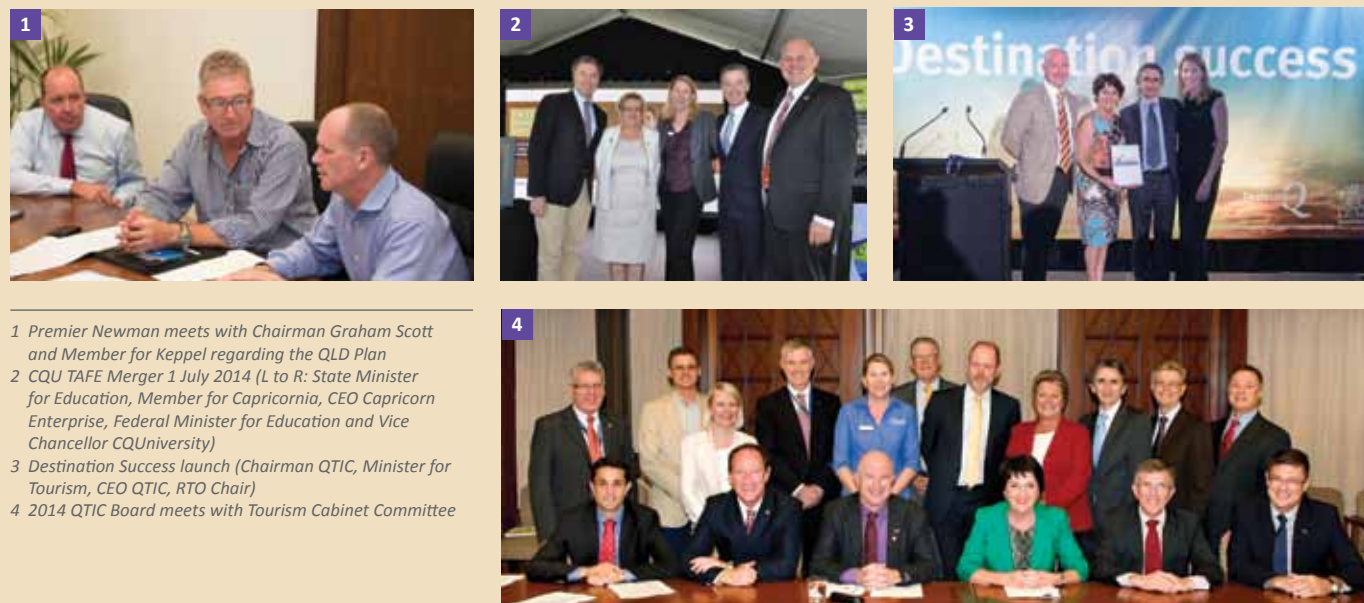 1
2
3
Destination success
Q
1 Premier Newman meets with Chairman Graham Scott
and Member for Keppel regarding the QLD Plan
2 CQU TAFE Merger 1 July 2014 (L to R: State Minister
for Education, Member for Capricornia, CEO Capricorn
Enterprise, Federal Minister for Education and Vice
Chancellor CQUniversity)
3 Destination Success launch (Chairman QTIC, Minister for
Tourism, CEO QTIC, RTO Chair)
4 2014 QTIC Board meets with Tourism Cabinet Committee
4